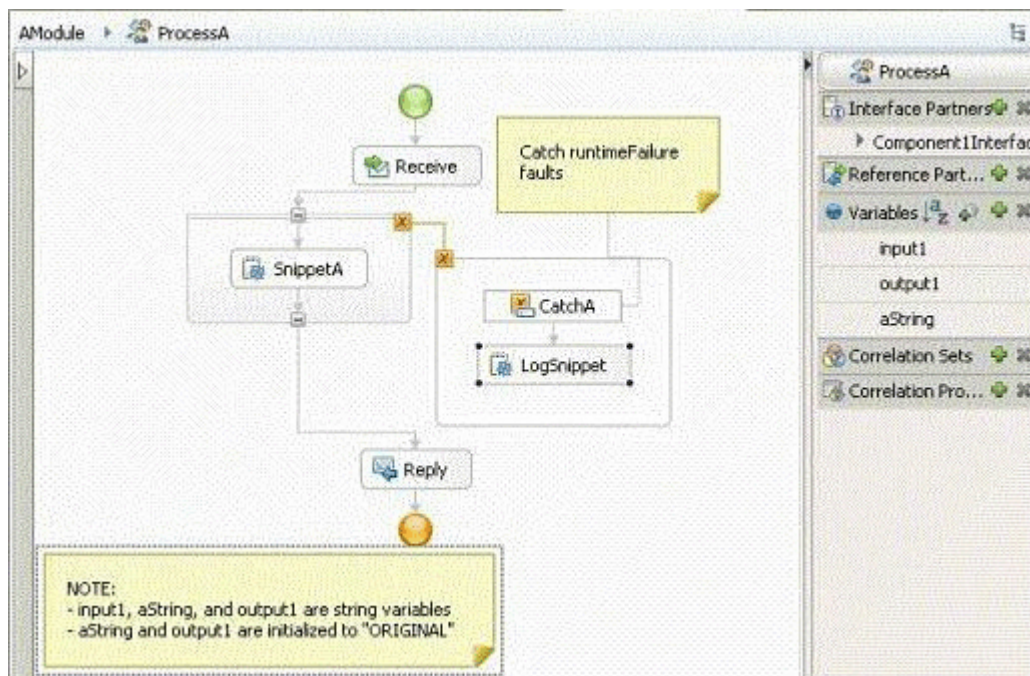 AModule ProcessA
ProcessA
Interface Partners
Component1Interfac
Reference Part...
Variables
input1
output1
aString
Correlation Sets
Correlation Pro...
Receive
Catch runtimeFailure
faults
SnippetA
CatchA
LogSnippet
Reply
NOTE:
- input1, aString, and output1 are string variables
- aString and output1 are initialized to "ORIGINAL"